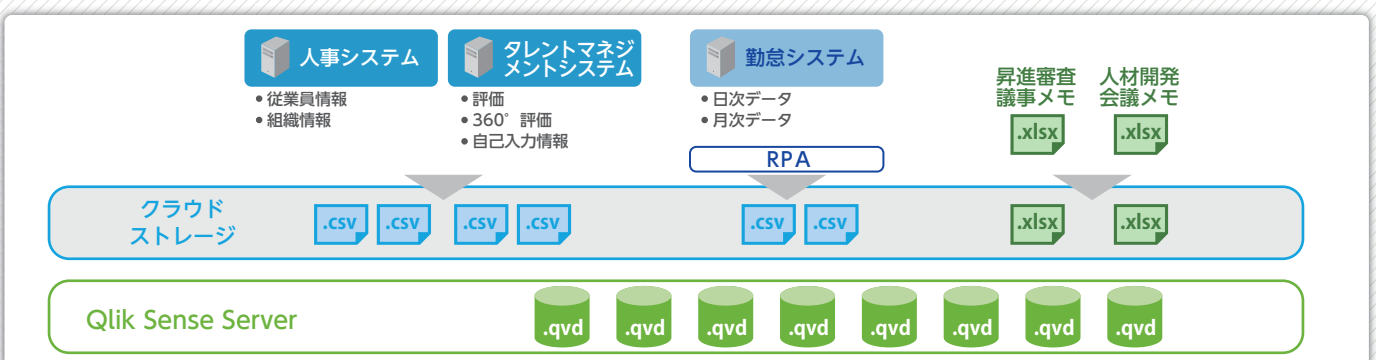 人事システム
タレントマネジ
メントシステム
勤怠システム
昇進審査
議事メモ
人材開発
会議メモ
• 従業員情報
• 組織情報
• 評価
• 360°評価
• 自己入力情報
• 日次データ
• 月次データ
.xlsx
.xlsx
RPA
クラウド
ストレージ
.csv
.csv
.csv
.csv
.csv
.csv
.xlsx
.xlsx
Qlik Sense Server
.qvd
.qvd
.qvd
.qvd
.qvd
.qvd
.qvd
.qvd